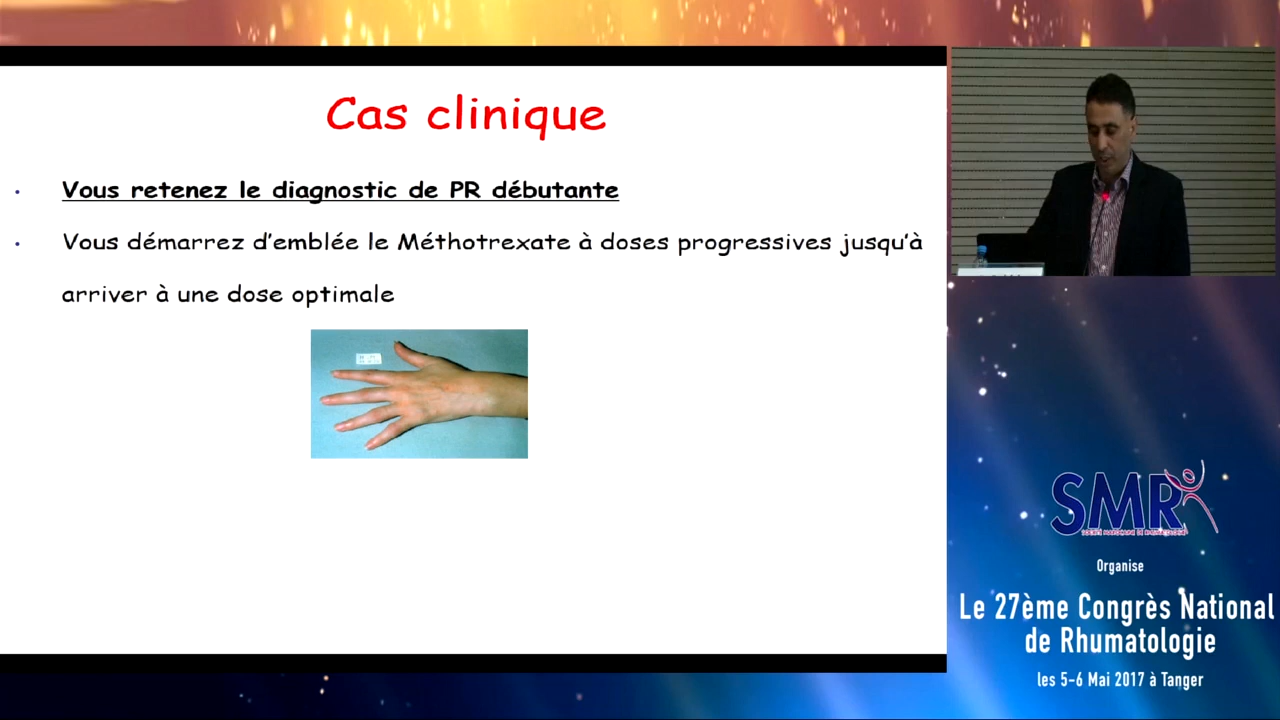 Cas clinique
• Vous retenez le diagnostic de PR débutante
• Vous démarrez d'emblée le Méthotrexate à doses progressives jusqu'à
arriver à une dose optimale
SMR
Organise
Le 27ème Congrès National
de Rhumatologie
les 5-6 Mai 2017 à Tanger